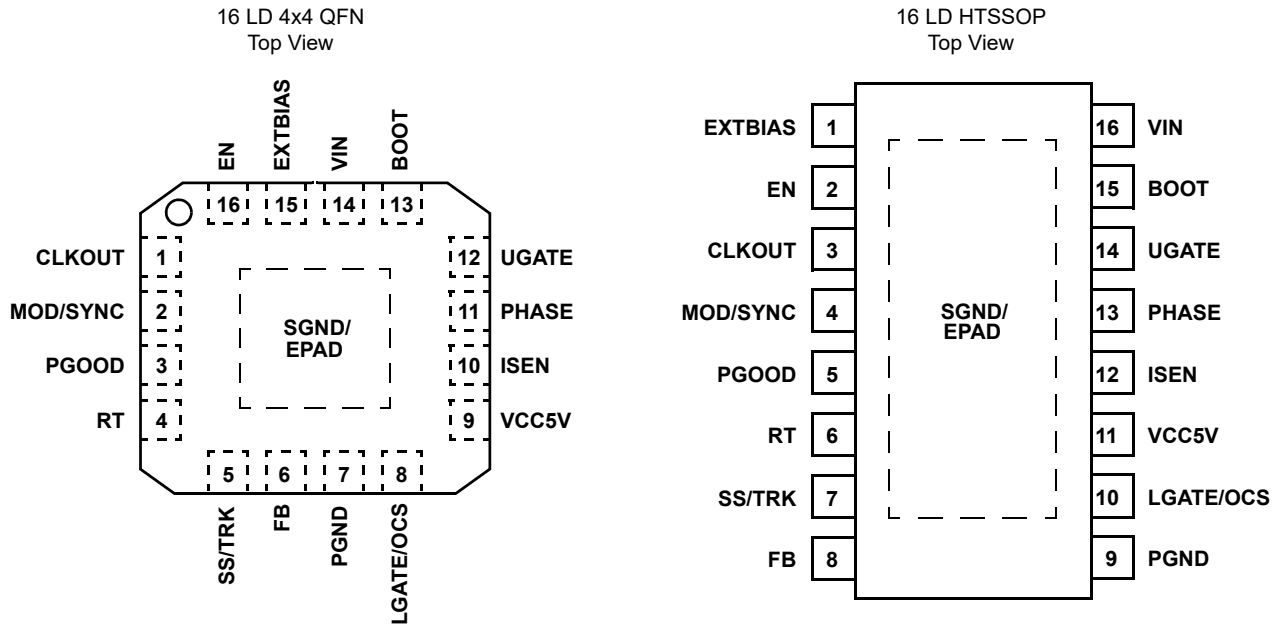 16 LD 4x4 QFN
Top View
EN
EXTBIAS
VIN
BOOT
16
15
14
13
CLKOUT 1
MOD/SYNC 2
PGOOD 3
RT 4
SGND/
EPAD
12 UGATE
11 PHASE
10 ISEN
9 VCC5V
5
6
7
8
SS/TRK
FB
PGND
LGATE/OCS
16 LD HTSSOP
Top View
EXTBIAS 1
EN 2
CLKOUT 3
MOD/SYNC 4
PGOOD 5
RT 6
SS/TRK 7
FB 8
SGND/
EPAD
16 VIN
15 BOOT
14 UGATE
13 PHASE
12 ISEN
11 VCC5V
10 LGATE/OCS
9 PGND